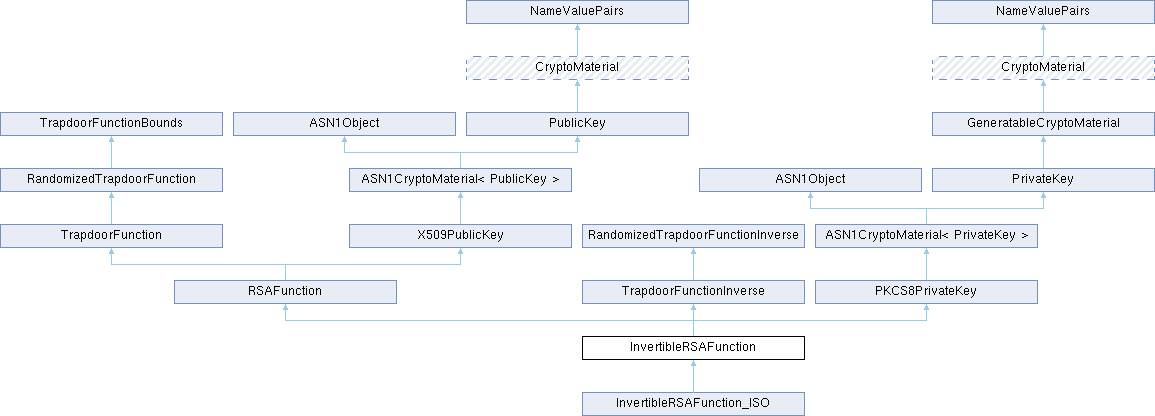 NameValuePairs
NameValuePairs
CryptoMaterial
CryptoMaterial
TrapdoorFunctionBounds
ASN1Object
PublicKey
GeneratableCryptoMaterial
RandomizedTrapdoorFunction
ASN1CryptoMaterial< PublicKey >
ASN1Object
PrivateKey
TrapdoorFunction
X509PublicKey
RandomizedTrapdoorFunctionInverse
ASN1CryptoMaterial< PrivateKey >
RSAFunction
TrapdoorFunctionInverse
PKCS8PrivateKey
InvertibleRSAFunction
InvertibleRSAFunction_ISO